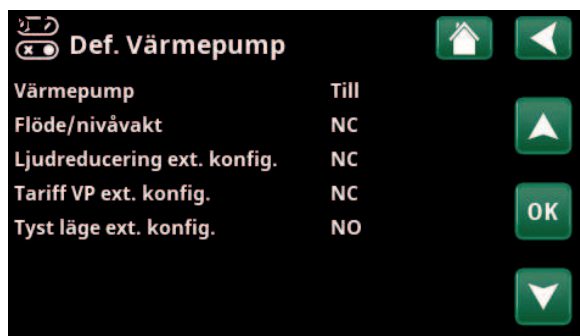 Def. Värmepump
Värmepump Till
Flöde/nivåvakt NC
Ljudreducering ext. konfig. NC
Tariff VP ext. konfig. NC
Tyst läge ext. konfig. NO
OK